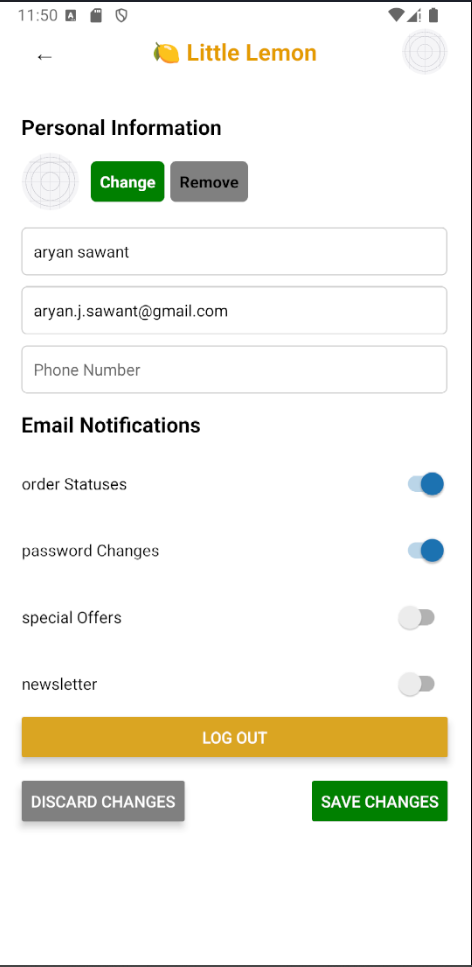 11:50
←
🍋 Little Lemon
Personal Information
Change Remove
aryan sawant
aryan.j.sawant@gmail.com
Phone Number
Email Notifications
order Statuses
password Changes
special Offers
newsletter
LOG OUT
DISCARD CHANGES SAVE CHANGES